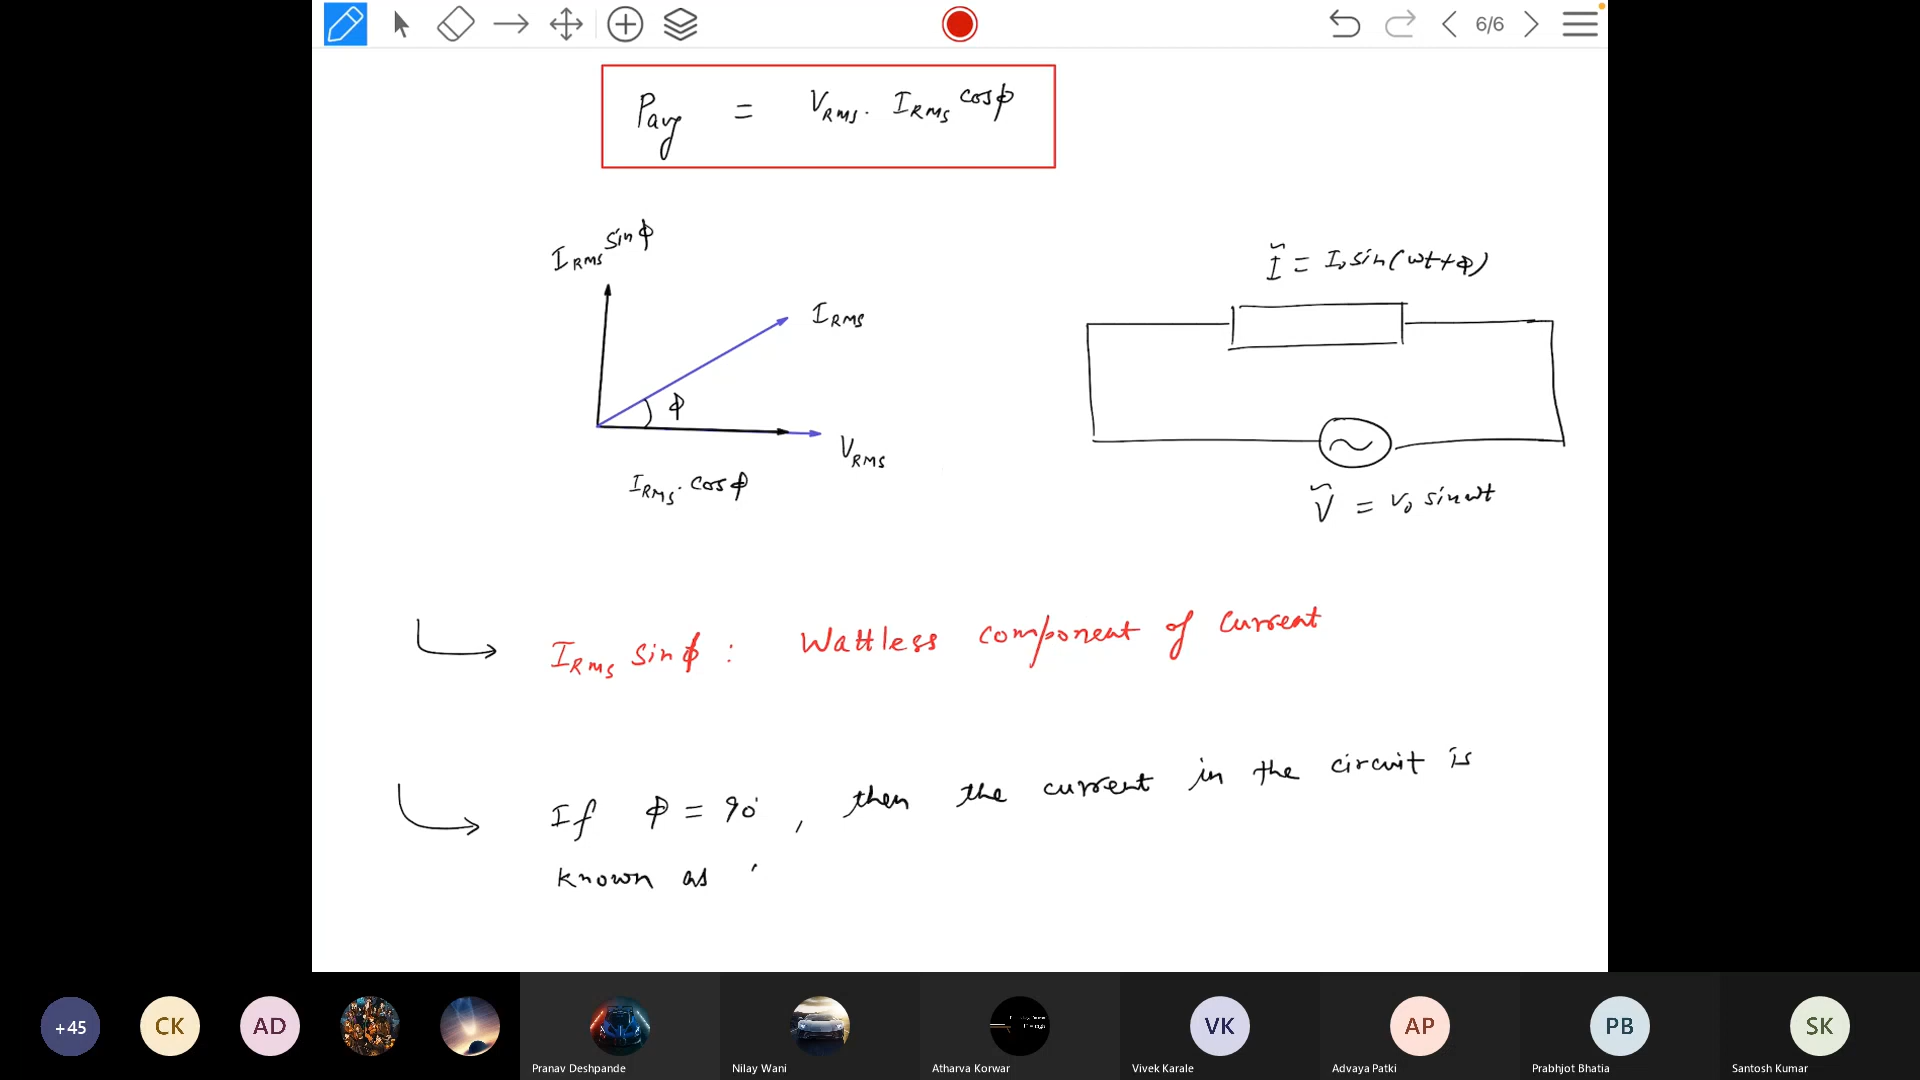 6/6
Pavg = VRMS. IRMS cosϕ
IRMS sinϕ
Ĭ = I₀ sin(ωt+ϕ)
IRMS
ϕ
VRMS
IRMS. cosϕ
V̆ = V₀ sinωt
IRMS sinϕ : Wattless component of current
If ϕ = 90°, then the current in the circuit is
known as '
+45
CK
AD
VK
AP
PB
SK
Pranav Deshpande
Nilay Wani
Atharva Korwar
Vivek Karale
Advaya Patki
Prabhjot Bhatia
Santosh Kumar